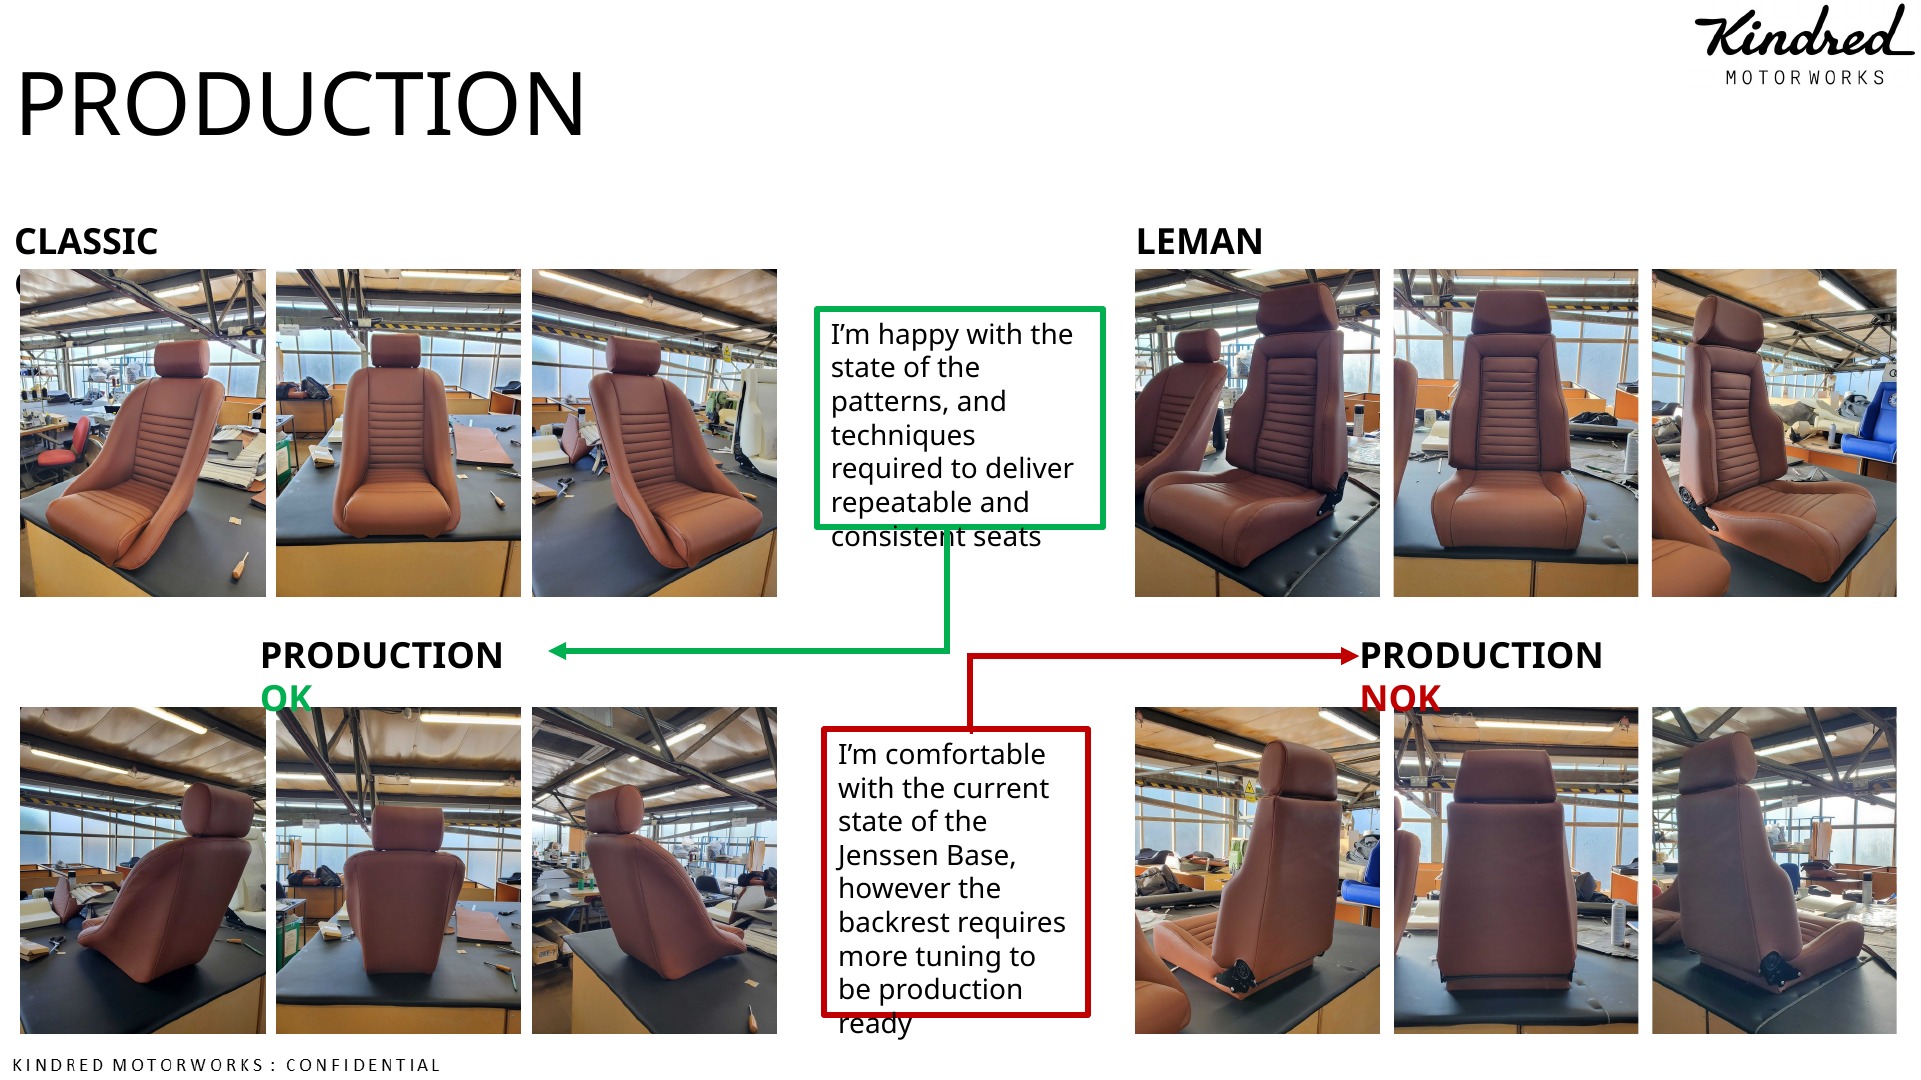 Kindred
MOTORWORKS
PRODUCTION
CLASSIC
LEMAN
I’m happy with the
state of the
patterns, and
techniques
required to deliver
repeatable and
consistent seats
PRODUCTION
OK
PRODUCTION
NOK
I’m comfortable
with the current
state of the
Jenssen Base,
however the
backrest requires
more tuning to
be production
ready
KINDRED MOTORWORKS : CONFIDENTIAL